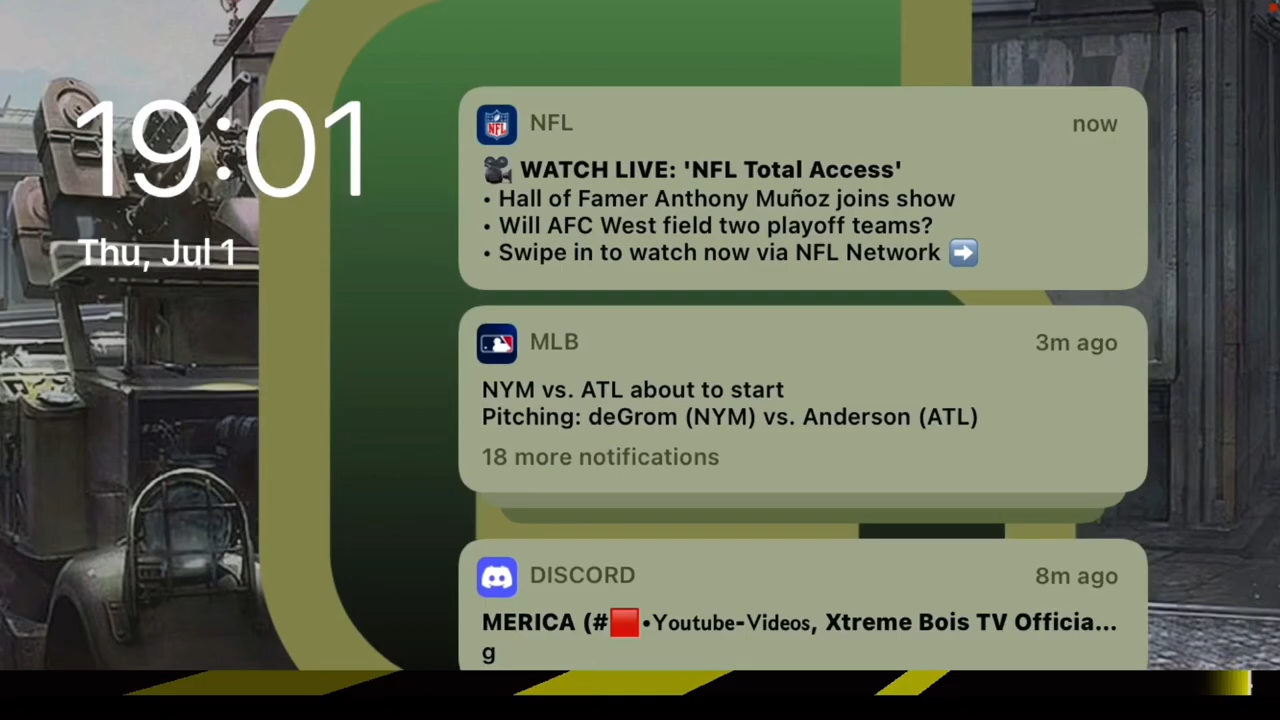 19:01
Thu, Jul 1
NFL
now
🎥 WATCH LIVE: 'NFL Total Access'
• Hall of Famer Anthony Muñoz joins show
• Will AFC West field two playoff teams?
• Swipe in to watch now via NFL Network ➡️
MLB
3m ago
NYM vs. ATL about to start
Pitching: deGrom (NYM) vs. Anderson (ATL)
18 more notifications
DISCORD
8m ago
MERICA (#🟥•Youtube-Videos, Xtreme Bois TV Officia...
g